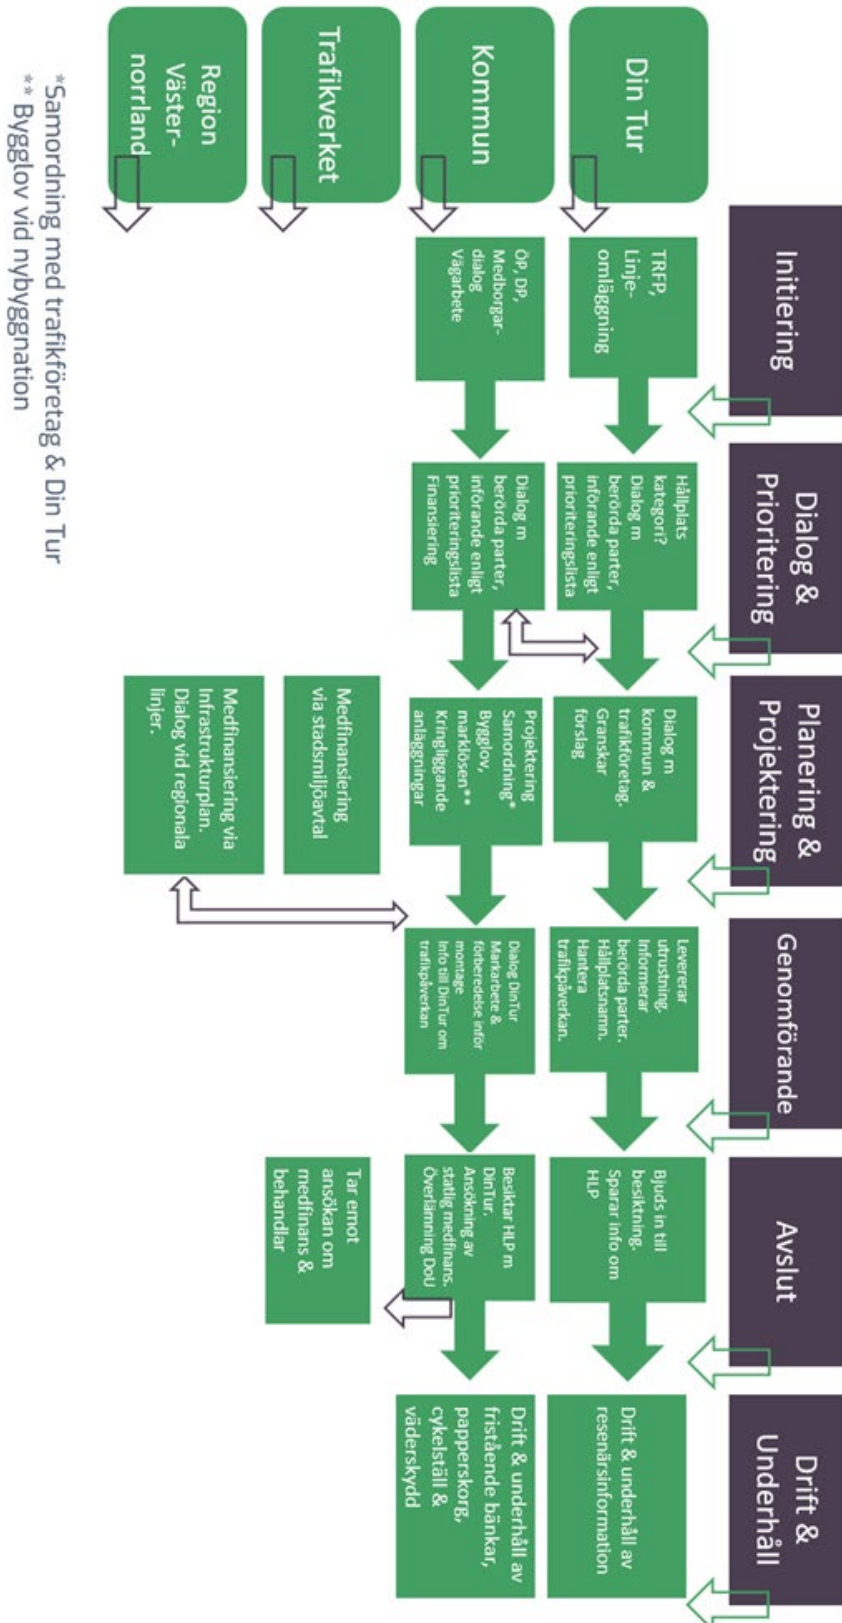 Initiering
Dialog &
Prioritering
Planering &
Projektering
Genomförande
Avslut
Drift &
Underhåll
Din Tur
TRFP,
Linje-
omläggning
Hållplats
kategori?
Dialog m
berörda parter,
införande enligt
prioriteringslista
Dialog m
kommun &
trafikföretag.
Granskar
förslag
Levererar
utrustning.
Informerar
berörda parter.
Hållplatsnamn.
Hantera
trafikpåverkan.
Bjuds in till
besiktning.
Sparar info om
HLP
Drift & underhåll av
resenärsinformation
Kommun
ÖP, DP,
Medborgar-
dialog
Vägarbete
Dialog m
berörda parter,
införande enligt
prioriteringslista
Finansiering
Projektering
Samordning*
Bygglov,
marklösen**
Kringliggande
anläggningar
Dialog DinTur
Markarbete &
förberedelse inför
montage
Info till DinTur om
trafikpåverkan
Besiktar HLP m
DinTur.
Ansökning av
statlig medfinans.
Överlämning DoU
Drift & underhåll av
fristående bänkar,
papperskorg,
cykelställ &
väderskydd
Trafikverket
Medfinansiering
via stadsmiljöavtal
Tar emot
ansökan om
medfinans &
behandlar
Region
Väster-
norrland
Medfinansiering via
Infrastrukturplan.
Dialog vid regionala
linjer.
*Samordning med trafikföretag & Din Tur
** Bygglov vid nybyggnation